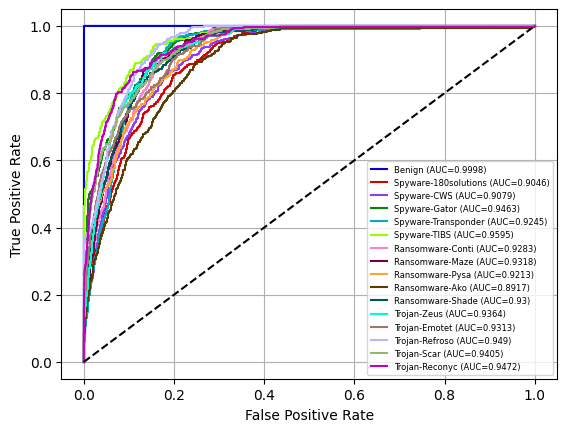 1.0
0.8
0.6
0.4
0.2
0.0
True Positive Rate
Benign (AUC=0.9998)
Spyware-180solutions (AUC=0.9046)
Spyware-CWS (AUC=0.9079)
Spyware-Gator (AUC=0.9463)
Spyware-Transponder (AUC=0.9245)
Spyware-TIBS (AUC=0.9595)
Ransomware-Conti (AUC=0.9283)
Ransomware-Maze (AUC=0.9318)
Ransomware-Pysa (AUC=0.9213)
Ransomware-Ako (AUC=0.8917)
Ransomware-Shade (AUC=0.93)
Trojan-Zeus (AUC=0.9364)
Trojan-Emotet (AUC=0.9313)
Trojan-Refroso (AUC=0.949)
Trojan-Scar (AUC=0.9405)
Trojan-Reconyc (AUC=0.9472)
0.0 0.2 0.4 0.6 0.8 1.0
False Positive Rate